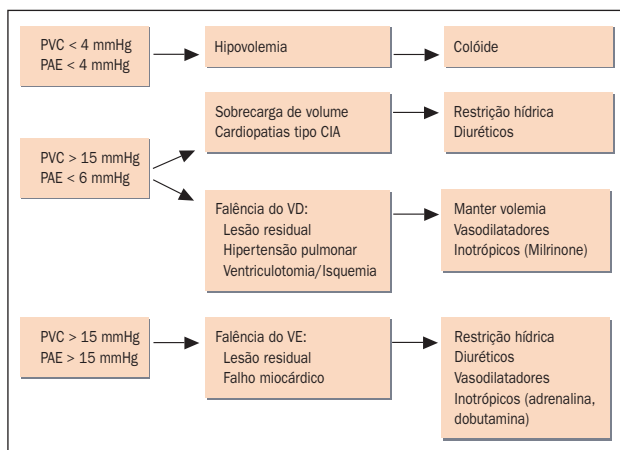 PVC < 4 mmHg
PAE < 4 mmHg
Hipovolemia
Colóide
PVC > 15 mmHg
PAE < 6 mmHg
Sobrecarga de volume
Cardiopatias tipo CIA
Restrição hídrica
Diuréticos
Falência do VD:
Lesão residual
Hipertensão pulmonar
Ventriculotomia/Isquemia
Manter volemia
Vasodilatadores
Inotrópicos (Milrinone)
PVC > 15 mmHg
PAE > 15 mmHg
Falência do VE:
Lesão residual
Falho miocárdico
Restrição hídrica
Diuréticos
Vasodilatadores
Inotrópicos (adrenalina,
dobutamina)